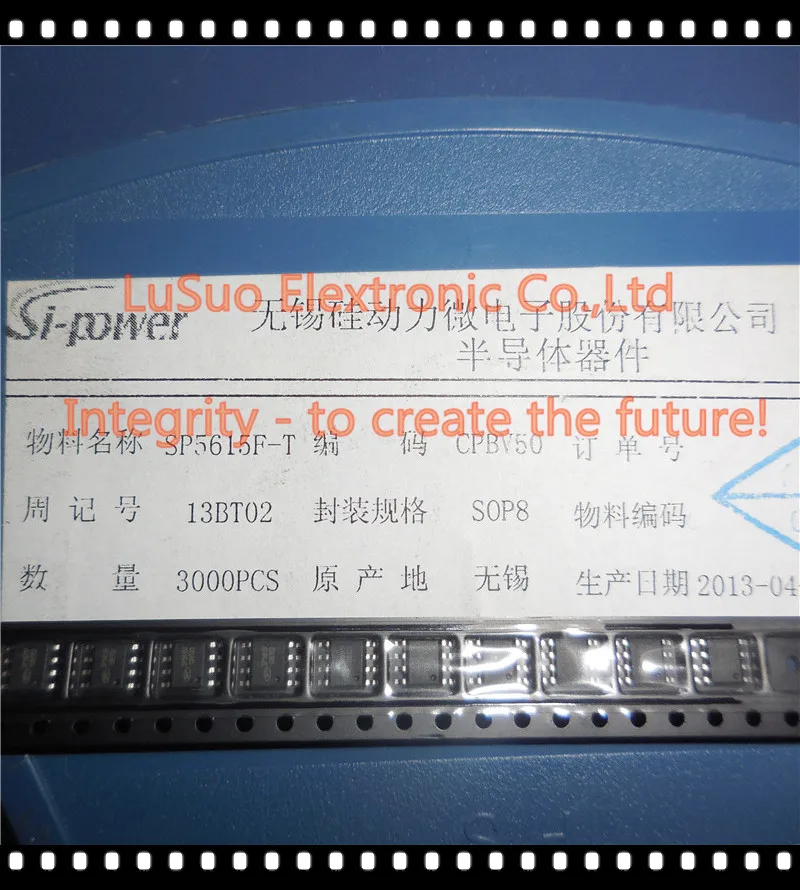 LuSuo Elextronic Co.,Ltd
Si-power
无锡硅动力微电子股份有限公司
半导体器件
Integrity - to create the future!
物料名称 SP5615F-T 编 码 CPBV50 订单号
周记号 13BT02 封装规格 SOP8 物料编码
数 量 3000PCS 原产地 无锡 生产日期 2013-04